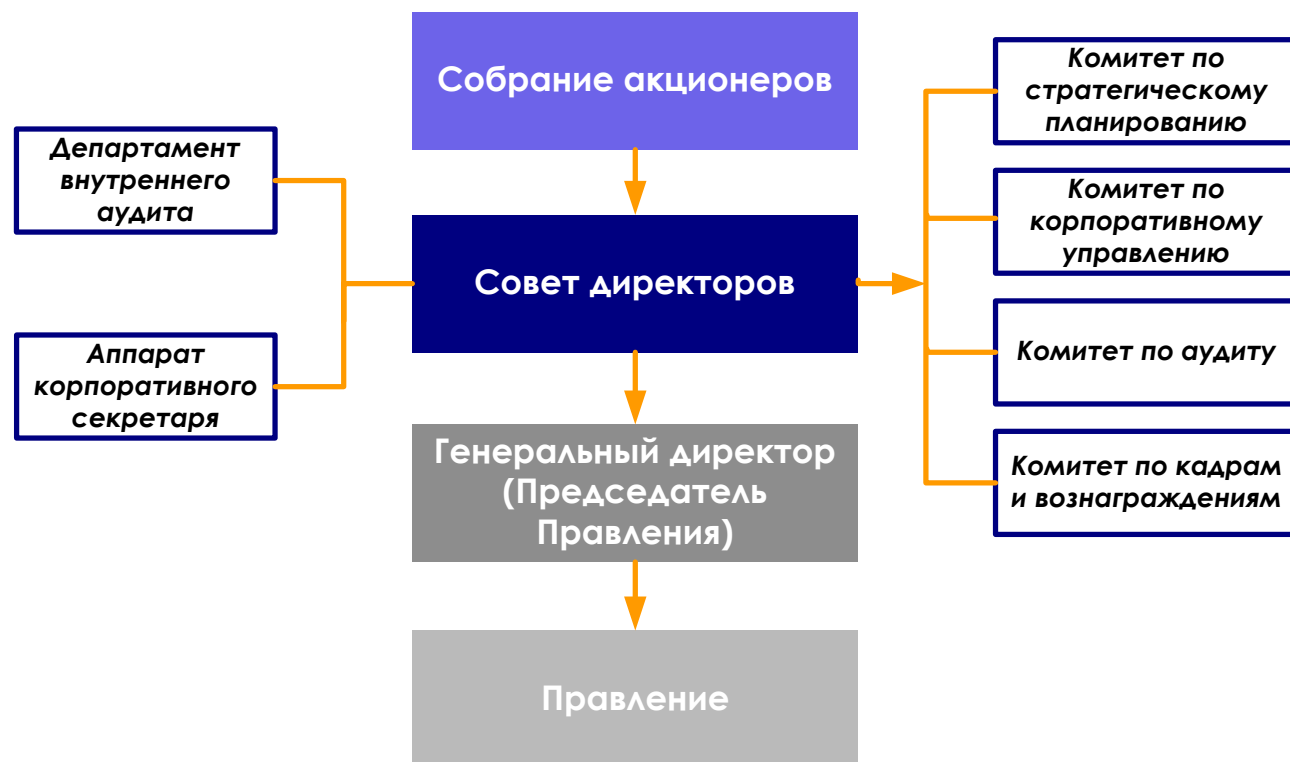 Собрание акционеров
Комитет по
стратегическому
планированию
Департамент
внутреннего
аудита
Комитет по
корпоративному
управлению
Совет директоров
Аппарат
корпоративного
секретаря
Комитет по аудиту
Генеральный директор
(Председатель
Правления)
Комитет по кадрам
и вознаграждениям
Правление